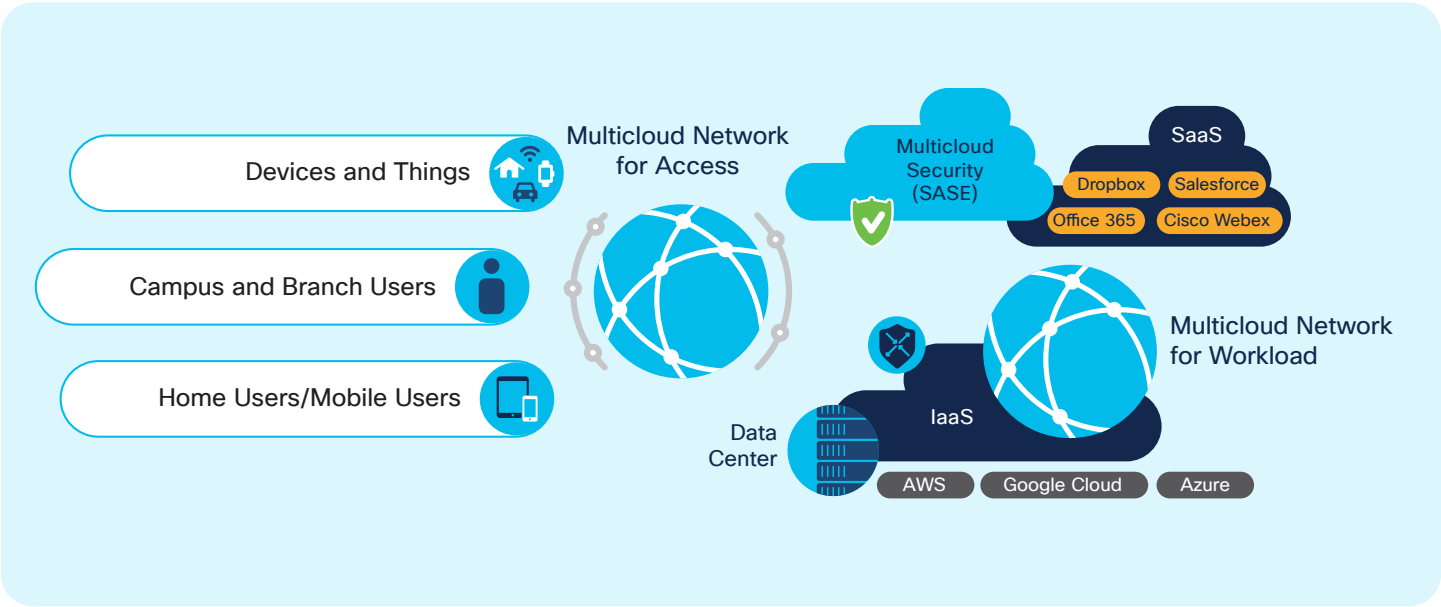 Devices and Things
Campus and Branch Users
Home Users/Mobile Users
Multicloud Network
for Access
Multicloud
Security
(SASE)
SaaS
Dropbox
Salesforce
Office 365
Cisco Webex
Multicloud Network
for Workload
IaaS
Data
Center
AWS
Google Cloud
Azure